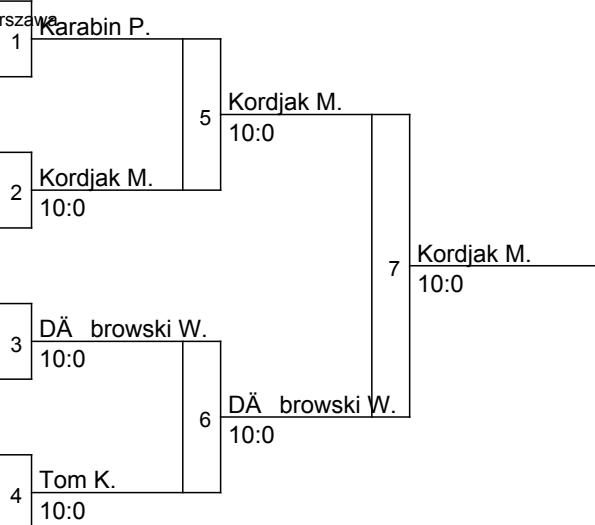 rszawa
1
Karabin P.
5
Kordjak M.
10:0
2
Kordjak M.
10:0
7
Kordjak M.
10:0
3
DÄ browski W.
10:0
6
DÄ browski W.
10:0
4
Tom K.
10:0